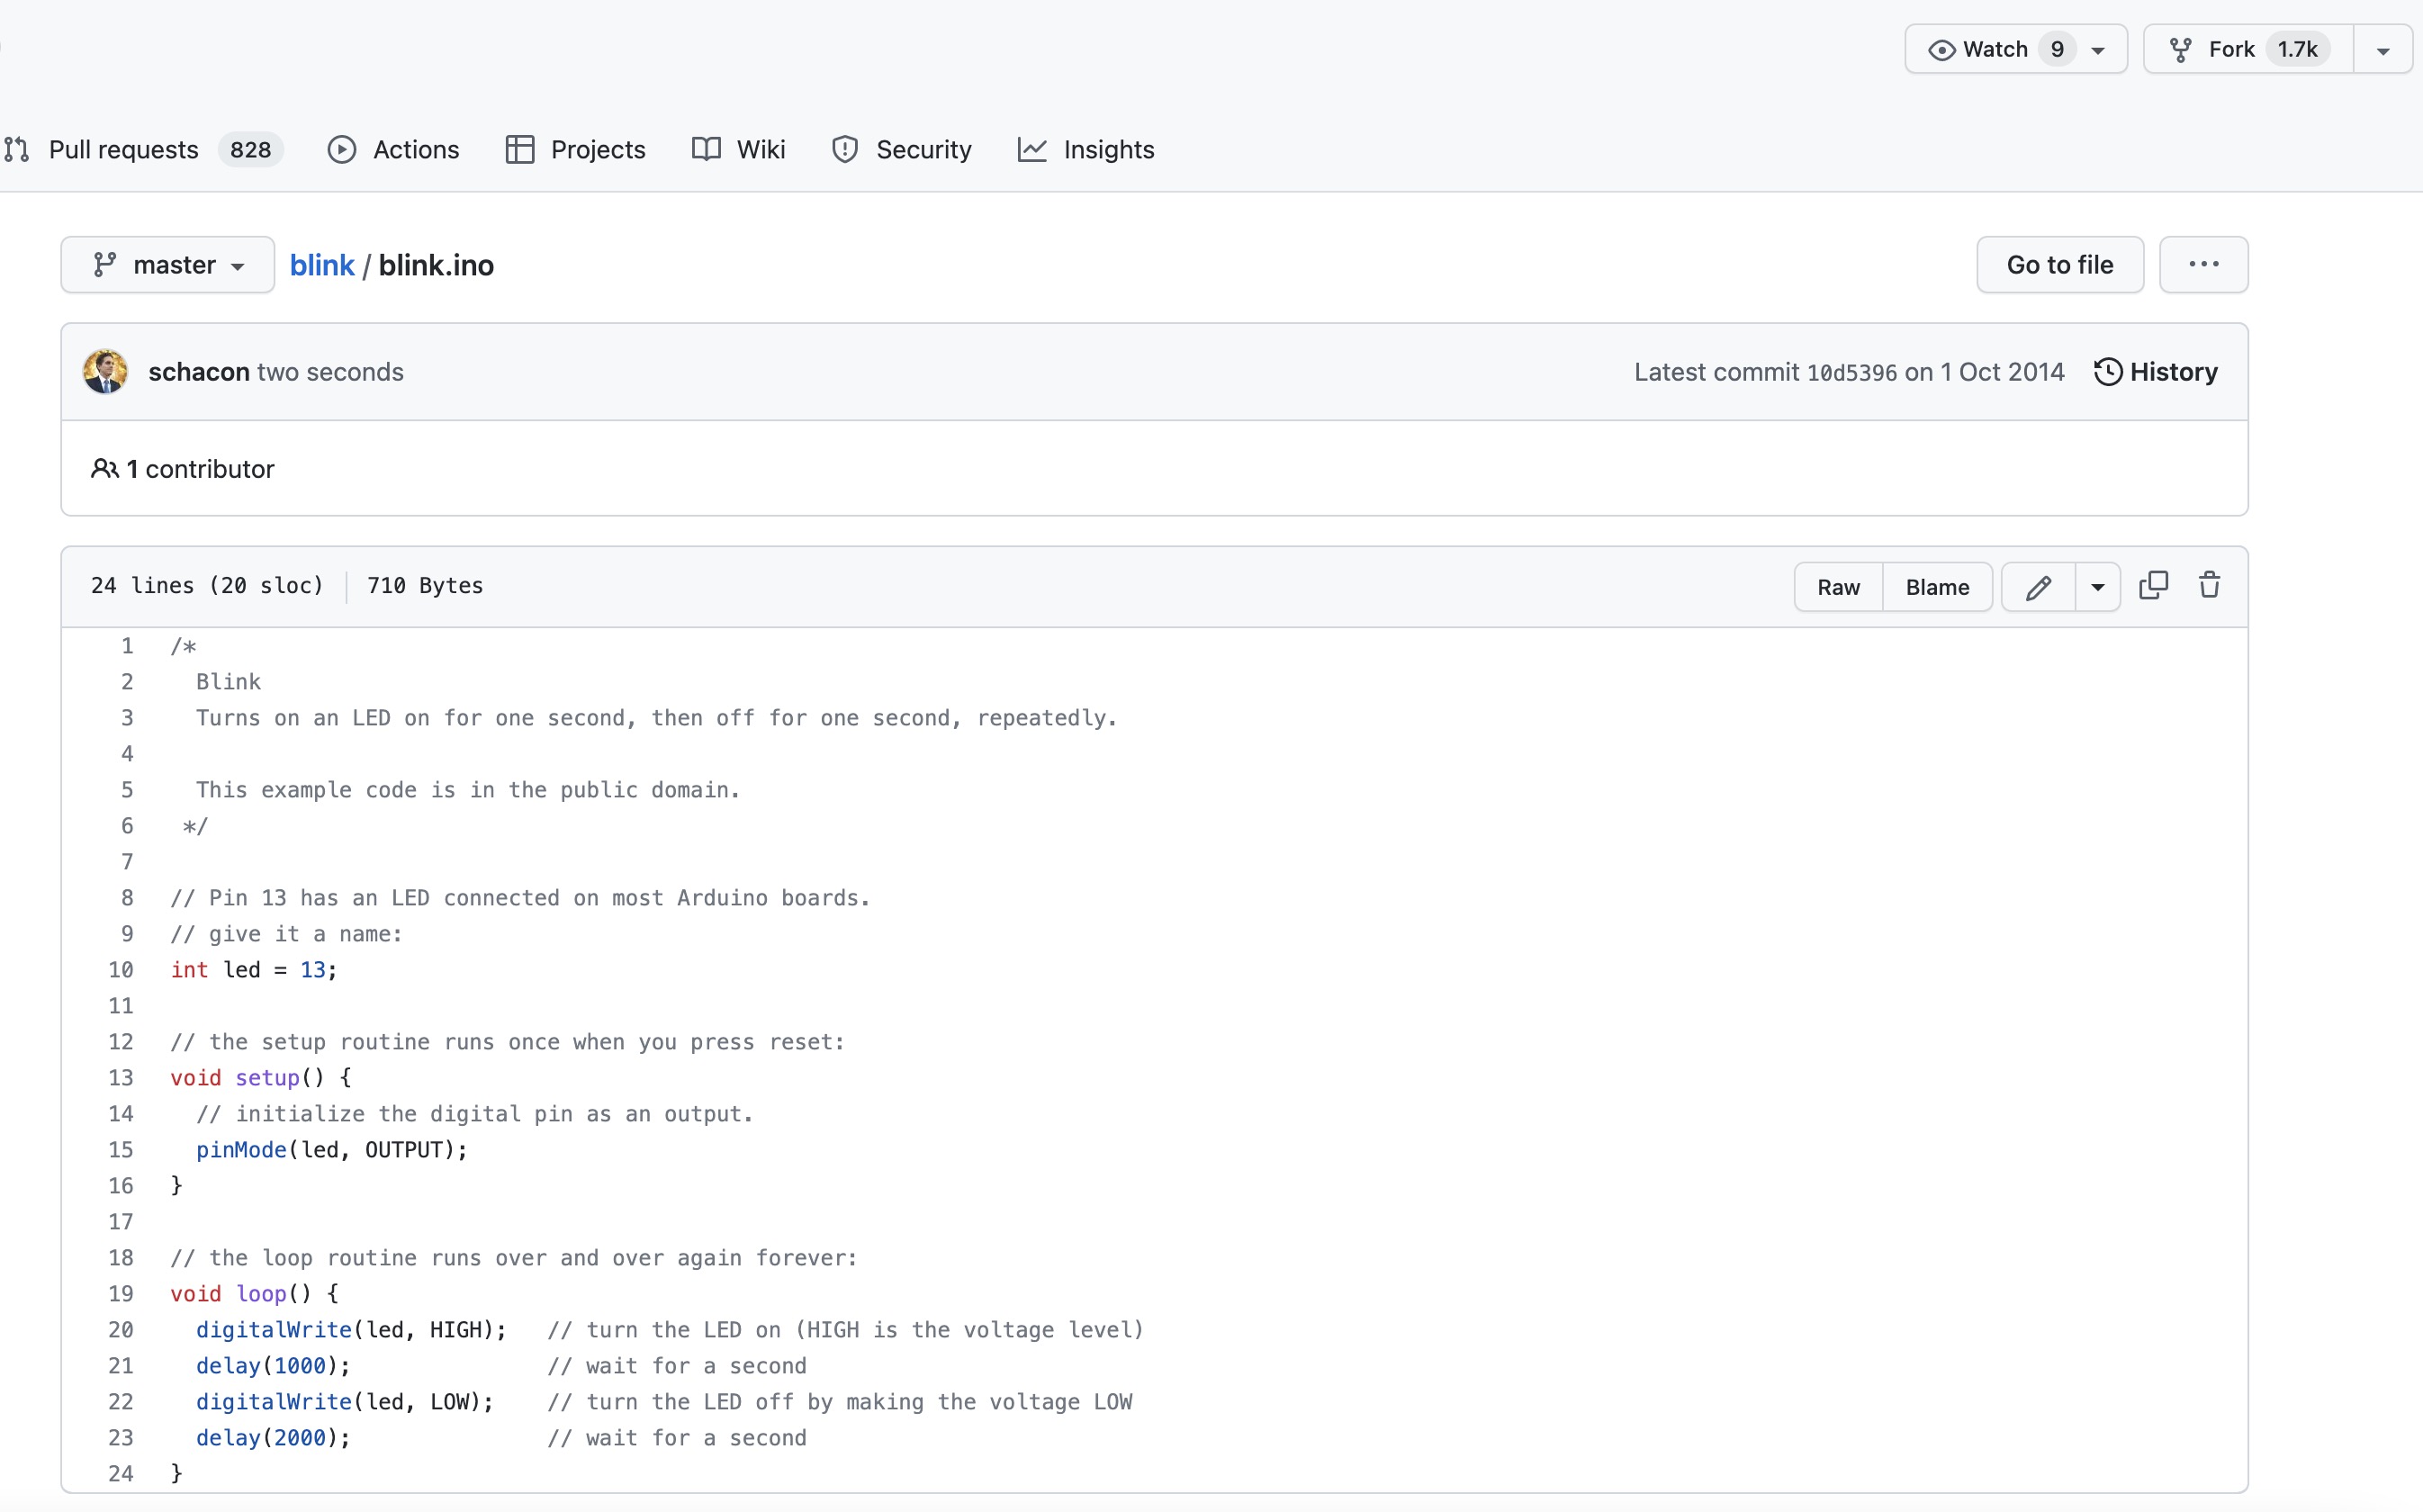 Watch 9
Fork 1.7k
Pull requests 828
Actions
Projects
Wiki
Security
Insights
master
blink / blink.ino
Go to file
schacon two seconds
Latest commit 10d5396 on 1 Oct 2014
History
1 contributor
24 lines (20 sloc) | 710 Bytes
Raw
Blame
1 /*
2   Blink
3   Turns on an LED on for one second, then off for one second, repeatedly.
4
5   This example code is in the public domain.
6  */
7
8 // Pin 13 has an LED connected on most Arduino boards.
9 // give it a name:
10 int led = 13;
11
12 // the setup routine runs once when you press reset:
13 void setup() {
14   // initialize the digital pin as an output.
15   pinMode(led, OUTPUT);
16 }
17
18 // the loop routine runs over and over again forever:
19 void loop() {
20   digitalWrite(led, HIGH);   // turn the LED on (HIGH is the voltage level)
21   delay(1000);               // wait for a second
22   digitalWrite(led, LOW);    // turn the LED off by making the voltage LOW
23   delay(2000);               // wait for a second
24 }